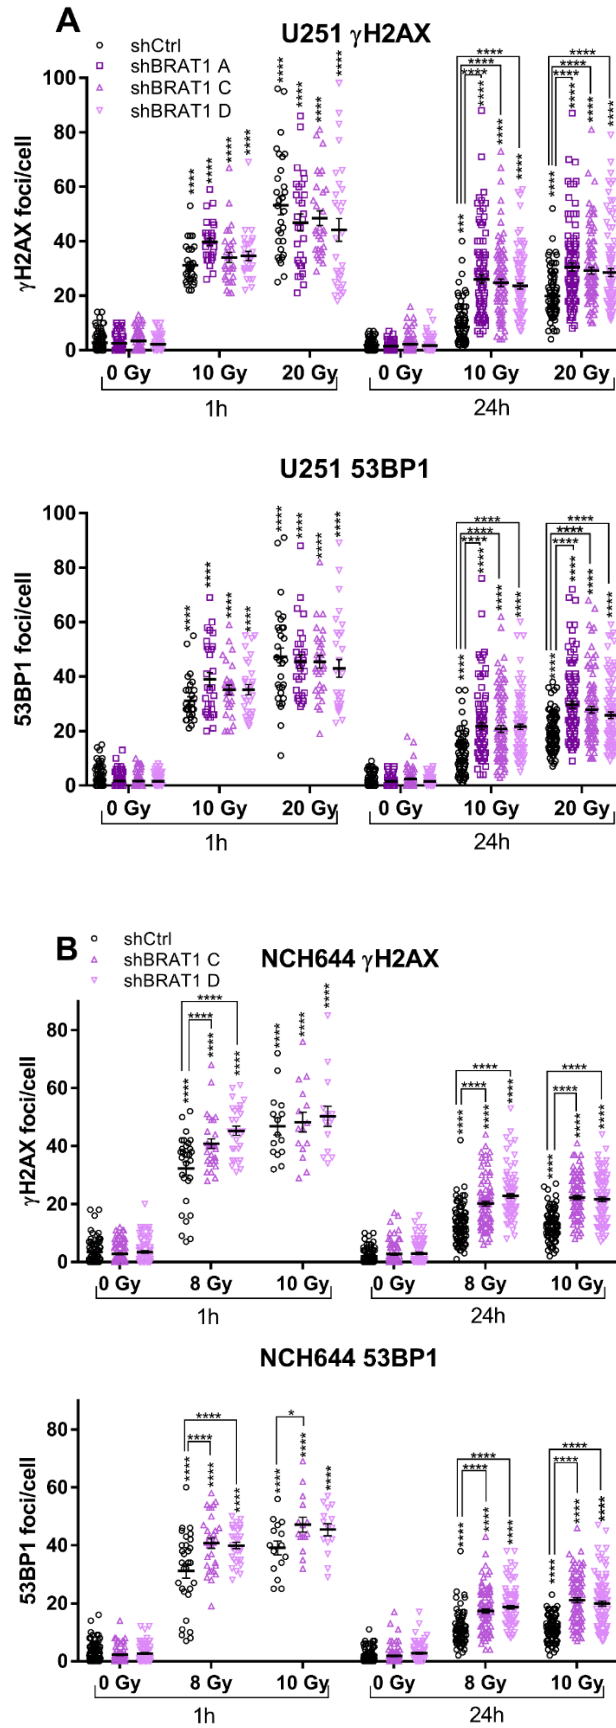 A
U251 γH2AX
shCtrl
shBRAT1 A
shBRAT1 C
shBRAT1 D
γH2AX foci/cell
100
80
60
40
20
0
**** **** **** **** **** **** **** ****
**** **** **** *** **** **** ****
**** **** **** **** **** **** ****
0 Gy 10 Gy 20 Gy 0 Gy 10 Gy 20 Gy
1h 24h
U251 53BP1
53BP1 foci/cell
100
80
60
40
20
0
**** **** **** **** **** **** **** ****
**** **** **** **** **** **** ****
**** **** **** **** **** **** ****
0 Gy 10 Gy 20 Gy 0 Gy 10 Gy 20 Gy
1h 24h
B
shCtrl
shBRAT1 C
shBRAT1 D
NCH644 γH2AX
γH2AX foci/cell
80
60
40
20
0
**** **** **** **** **** **** **** ****
**** **** **** **** ****
**** **** **** **** ****
0 Gy 8 Gy 10 Gy 0 Gy 8 Gy 10 Gy
1h 24h
NCH644 53BP1
53BP1 foci/cell
80
60
40
20
0
**** **** **** **** **** * **** **** ****
**** **** **** **** ****
**** **** **** **** ****
0 Gy 8 Gy 10 Gy 0 Gy 8 Gy 10 Gy
1h 24h